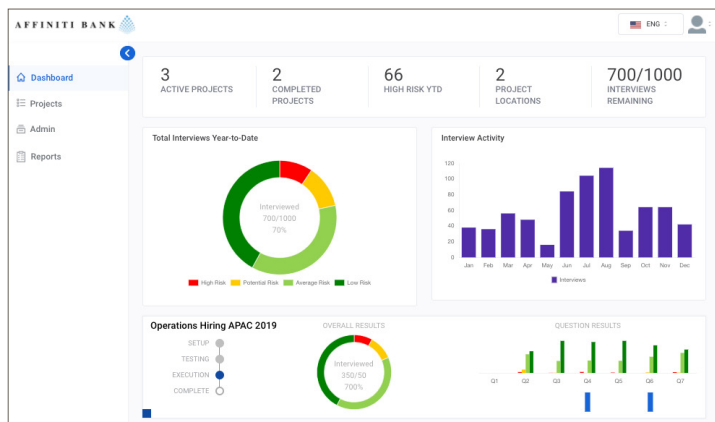 AFFINITI BANK
ENG
Dashboard
Projects
Admin
Reports
3
ACTIVE PROJECTS
2
COMPLETED
PROJECTS
66
HIGH RISK YTD
2
PROJECT
LOCATIONS
700/1000
INTERVIEWS
REMAINING
Total Interviews Year-to-Date
Interviewed
700/1000
70%
High Risk Potential Risk Average Risk Low Risk
Interview Activity
120
100
80
60
40
20
0
Jan Feb Mar Apr May Jun Jul Aug Sep Oct Nov Dec
Interviews
Operations Hiring APAC 2019
SETUP
TESTING
EXECUTION
COMPLETE
OVERALL RESULTS
Interviewed
350/50
700%
QUESTION RESULTS
Q1 Q2 Q3 Q4 Q5 Q6 Q7